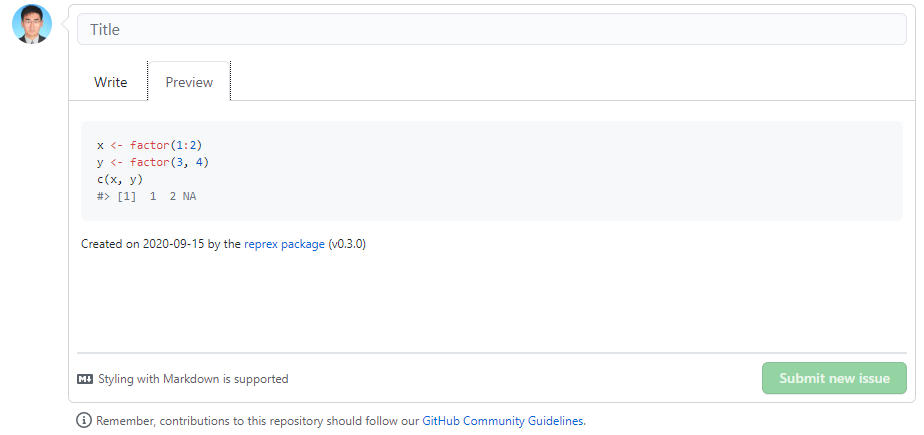 Title
Write
Preview
x <- factor(1:2)
y <- factor(3, 4)
c(x, y)
#> [1]  1  2 NA
Created on 2020-09-15 by the reprex package (v0.3.0)
Styling with Markdown is supported
Submit new issue
Remember, contributions to this repository should follow our GitHub Community Guidelines.